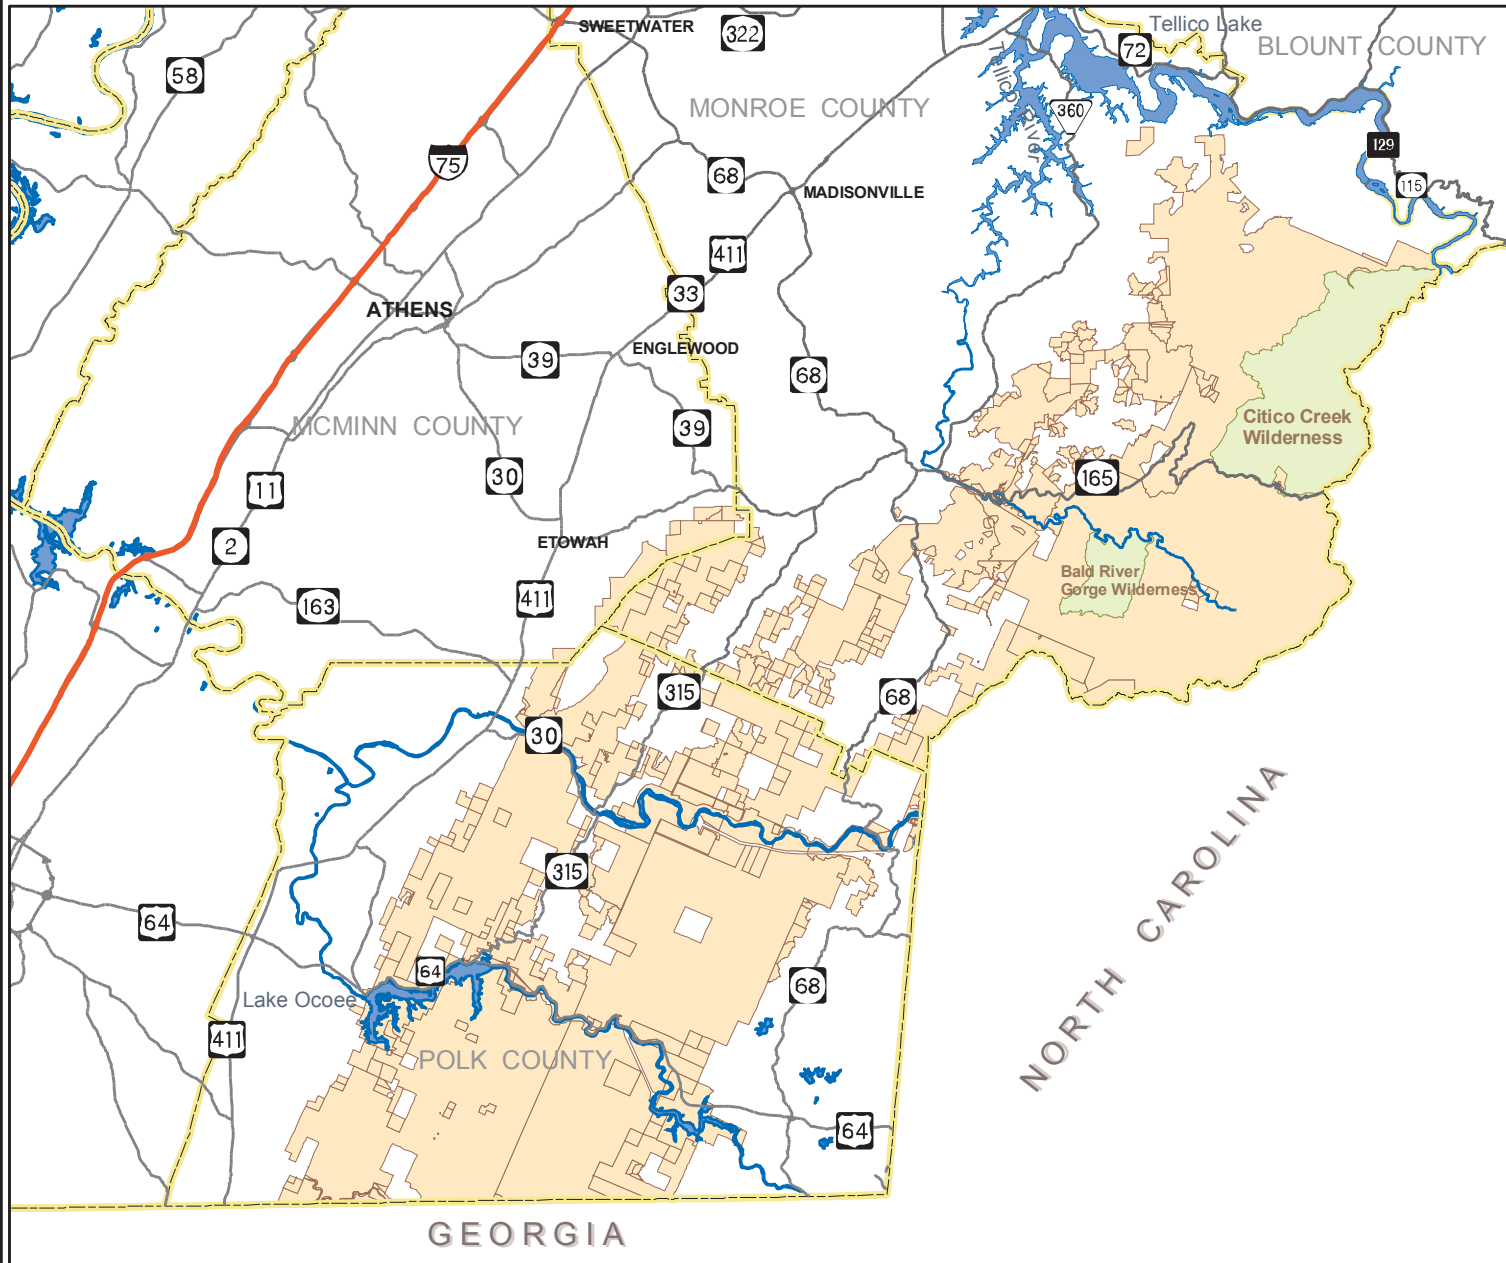 SWEETWATER
322
Tellico Lake
72
BLOUNT COUNTY
58
MONROE COUNTY
Tellico River
360
129
75
68
MADISONVILLE
115
411
33
ATHENS
ENGLEWOOD
39
68
MCMINN COUNTY
39
Citico Creek
Wilderness
30
165
11
2
ETOWAH
Bald River
Gorge Wilderness
163
411
315
68
30
NORTH CAROLINA
315
64
64
68
Lake Ocoee
411
POLK COUNTY
64
GEORGIA